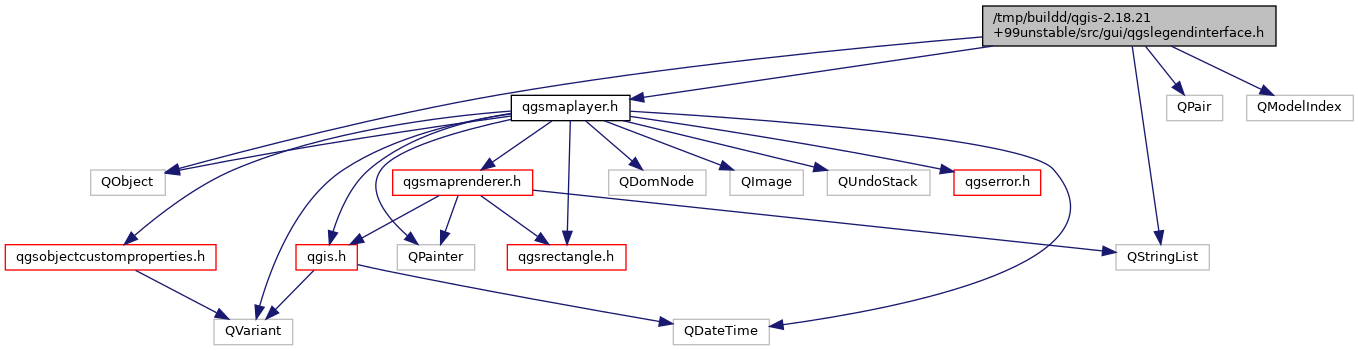 /tmp/buildd/qgis-2.18.21
+99unstable/src/gui/qgslegendinterface.h
qgsmaplayer.h
QPair
QModelIndex
QObject
qgsmaprenderer.h
QDomNode
QImage
QUndoStack
qgserror.h
qgsobjectcustomproperties.h
qgis.h
QPainter
qgsrectangle.h
QStringList
QVariant
QDateTime